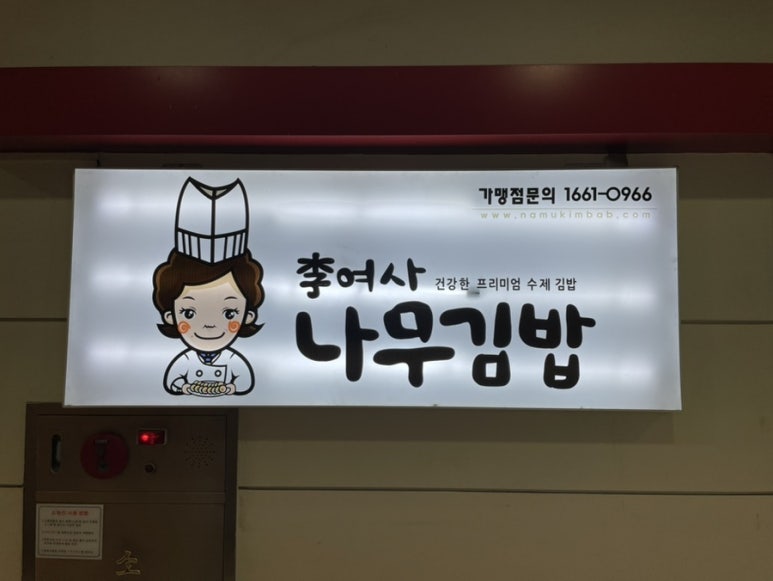 가맹점문의 1661-0966
www.namukimbab.com
李여사 건강한 프리미엄 수제 김밥
나무김밥
소